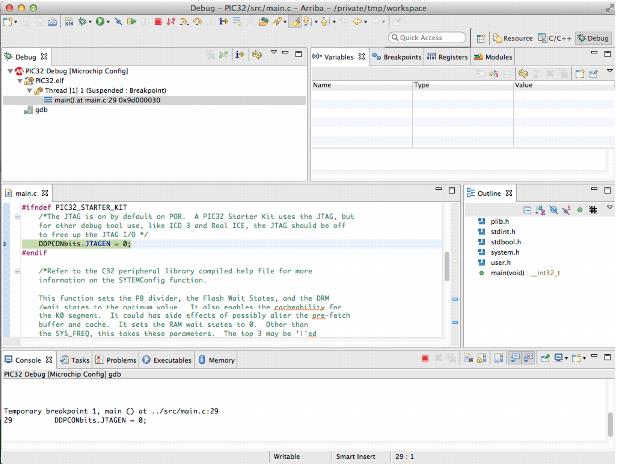 Debug - PIC32/src/main.c - Arriba - /private/tmp/workspace
Quick Access
Resource
C/C++
Debug
Debug
PIC32 Debug [Microchip Config]
PIC32.elf
Thread [1] 1 (Suspended : Breakpoint)
main() at main.c:29 0x9d000030
gdb
(x)= Variables
Breakpoints
Registers
Modules
Name
Type
Value
main.c
#ifndef PIC32_STARTER_KIT
/*The JTAG is on by default on POR. A PIC32 Starter Kit uses the JTAG, but
for other debug tool use, like ICD 3 and Real ICE, the JTAG should be off
to free up the JTAG I/O */
DDPCONbits.JTAGEN = 0;
#endif
/*Refer to the C32 peripheral library compiled help file for more
information on the SYTEMConfig function.
This function sets the PB divider, the Flash Wait States, and the DRM
/wait states to the optimum value. It also enables the cacheability for
the K0 segment. It could has side effects of possibly alter the pre-fetch
buffer and cache. It sets the RAM wait states to 0. Other than
the SYS_FREQ, this takes these parameters. The top 3 may be '|'ed
Outline
plib.h
stdint.h
stdbool.h
system.h
user.h
main(void) : __int32_t
Console
Tasks
Problems
Executables
Memory
PIC32 Debug [Microchip Config] gdb
Temporary breakpoint 1, main () at ../src/main.c:29
29 DDPCONbits.JTAGEN = 0;
Writable
Smart Insert
29 : 1